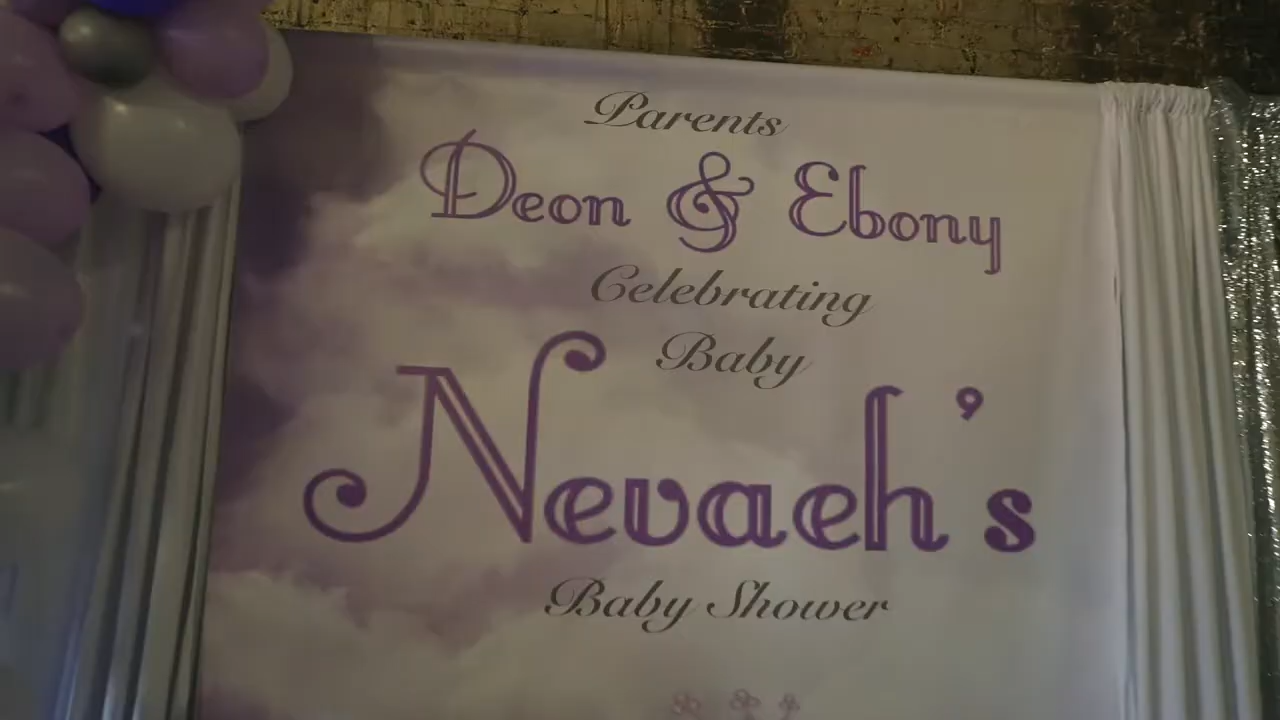 Parents
Deon & Ebony
Celebrating
Baby
Nevaeh's
Baby Shower